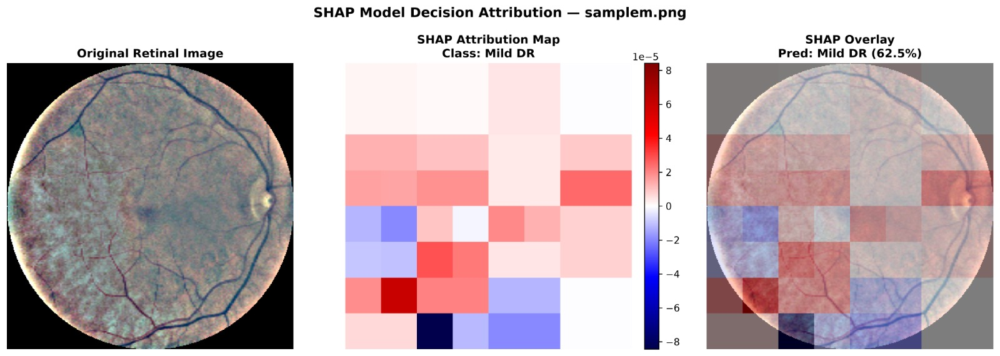 SHAP Model Decision Attribution — samplem.png
Original Retinal Image
SHAP Attribution Map
Class: Mild DR
SHAP Overlay
Pred: Mild DR (62.5%)
1e−5
8
6
4
2
0
−2
−4
−6
−8